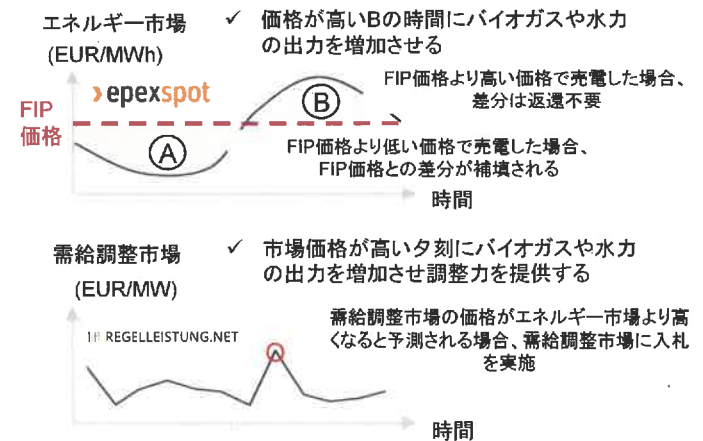 エネルギー市場
(EUR/MWh)
✓ 価格が高いBの時間にバイオガスや水力
の出力を増加させる
epexspot
FIP
価格
A
B
FIP価格より高い価格で売電した場合、
差分は返還不要
FIP価格より低い価格で売電した場合、
FIP価格との差分が補填される
時間
需給調整市場
(EUR/MW)
✓ 市場価格が高い夕刻にバイオガスや水力
の出力を増加させ調整力を提供する
REGELLEISTUNG.NET
需給調整市場の価格がエネルギー市場より高
くなると予測される場合、需給調整市場に入札
を実施
時間